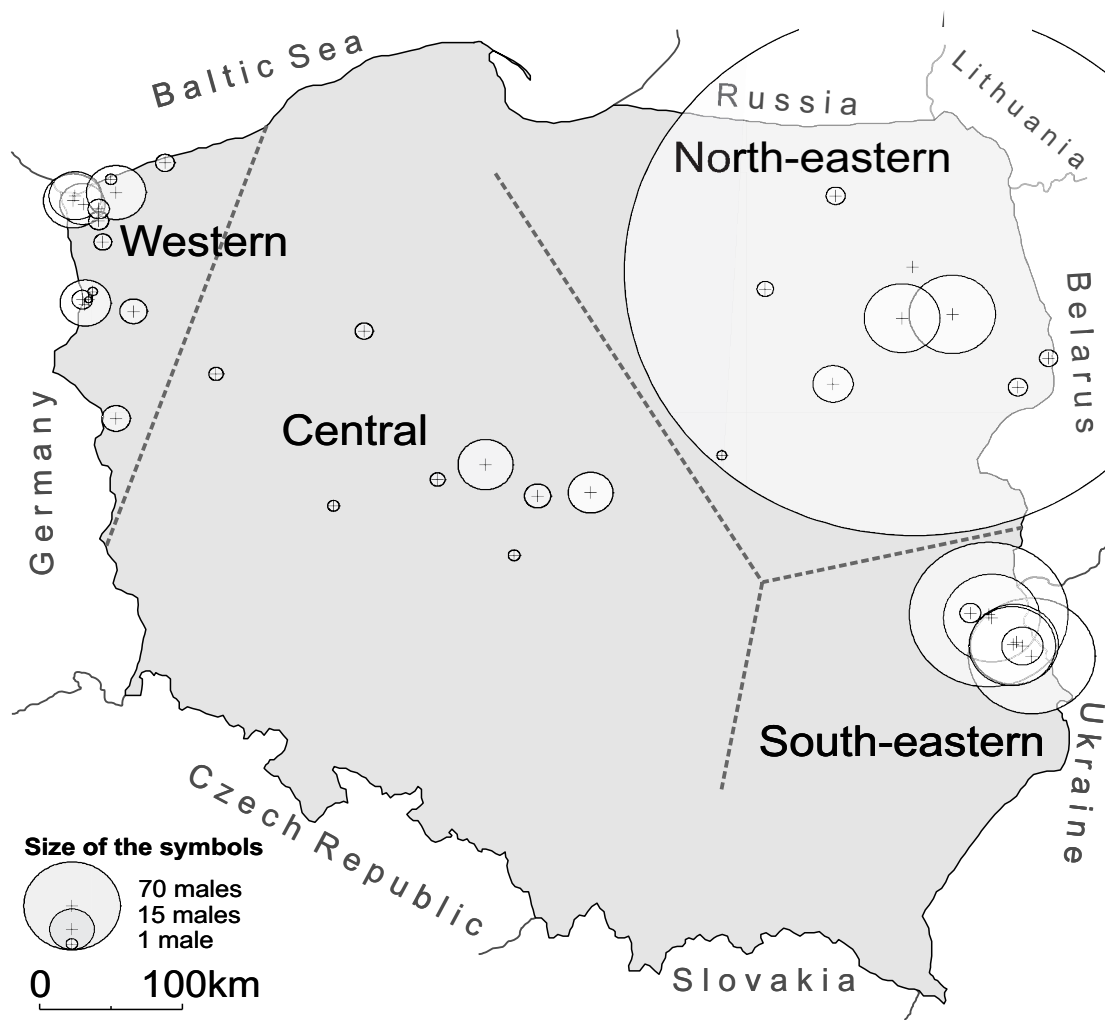 Baltic Sea
Russia
Lithuania
North-eastern
Western
Belarus
Germany
Central
South-eastern
Ukraine
Czech Republic
Slovakia
Size of the symbols
70 males
15 males
1 male
0 100km